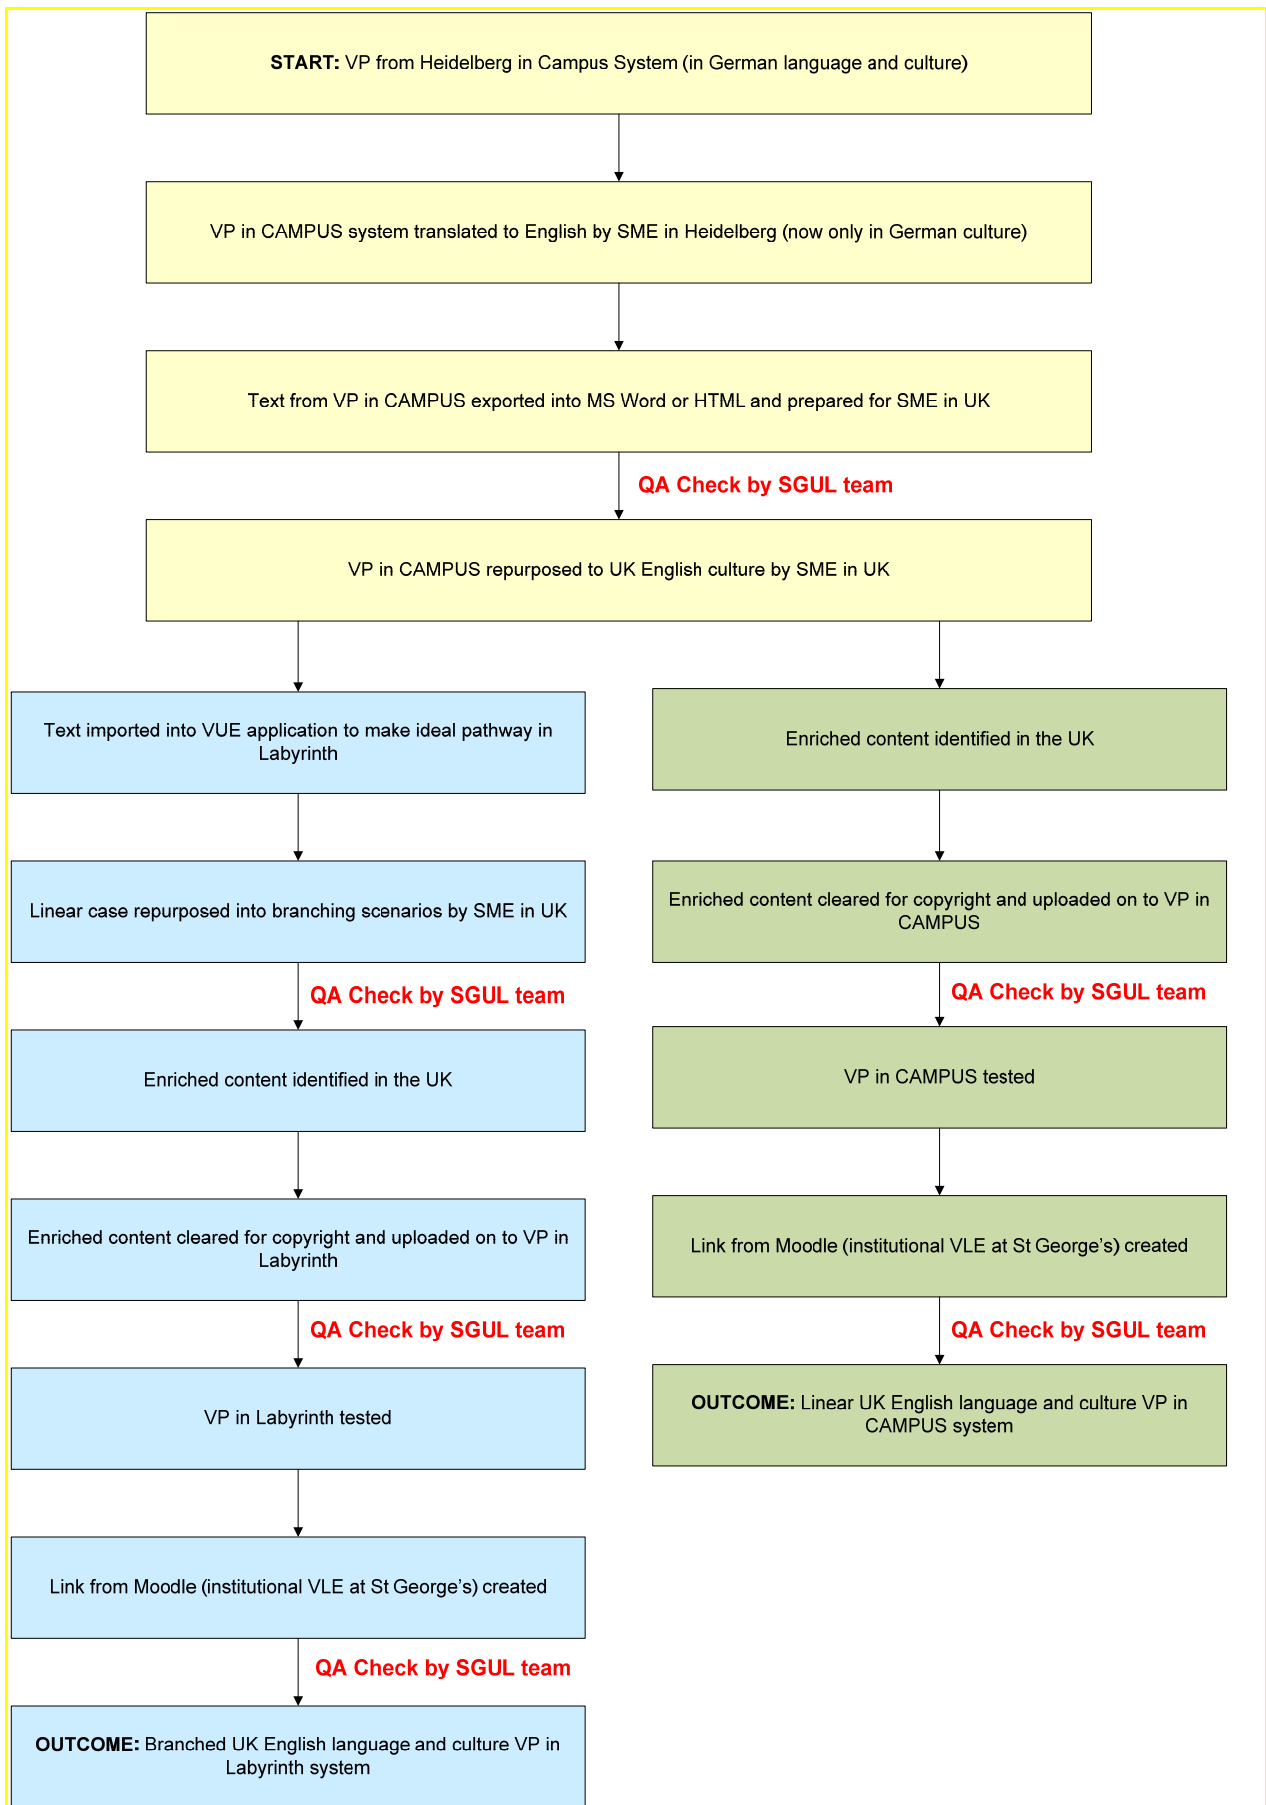 START: VP from Heidelberg in Campus System (in German language and culture)
VP in CAMPUS system translated to English by SME in Heidelberg (now only in German culture)
Text from VP in CAMPUS exported into MS Word or HTML and prepared for SME in UK
QA Check by SGUL team
VP in CAMPUS repurposed to UK English culture by SME in UK
Text imported into VUE application to make ideal pathway in
Labyrinth
Linear case repurposed into branching scenarios by SME in UK
QA Check by SGUL team
Enriched content identified in the UK
Enriched content cleared for copyright and uploaded on to VP in
Labyrinth
QA Check by SGUL team
VP in Labyrinth tested
Link from Moodle (institutional VLE at St George’s) created
QA Check by SGUL team
OUTCOME: Branched UK English language and culture VP in
Labyrinth system
Enriched content identified in the UK
Enriched content cleared for copyright and uploaded on to VP in
CAMPUS
QA Check by SGUL team
VP in CAMPUS tested
Link from Moodle (institutional VLE at St George’s) created
QA Check by SGUL team
OUTCOME: Linear UK English language and culture VP in
CAMPUS system